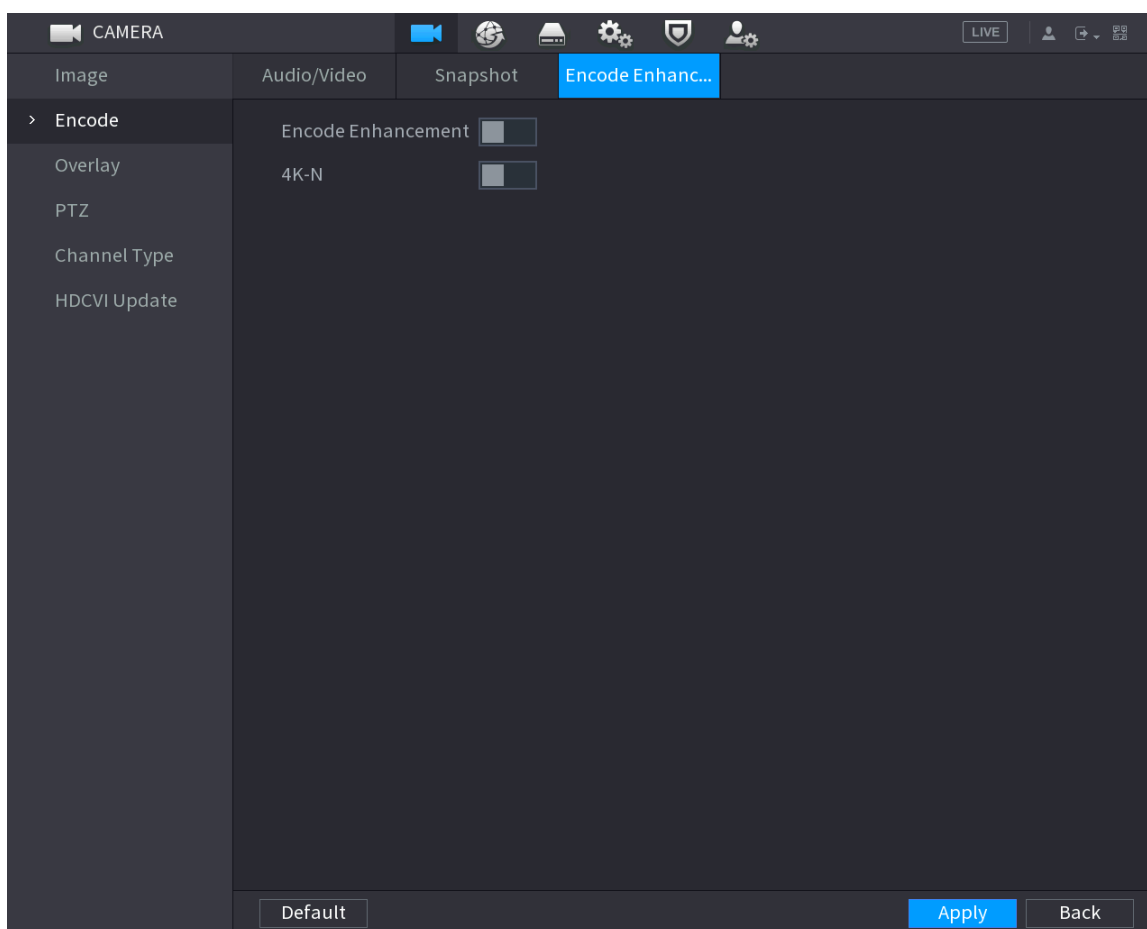 CAMERA
LIVE
Image
Audio/Video
Snapshot
Encode Enhanc...
Encode
Encode Enhancement
Overlay
4K-N
PTZ
Channel Type
HDCVI Update
Default
Apply
Back